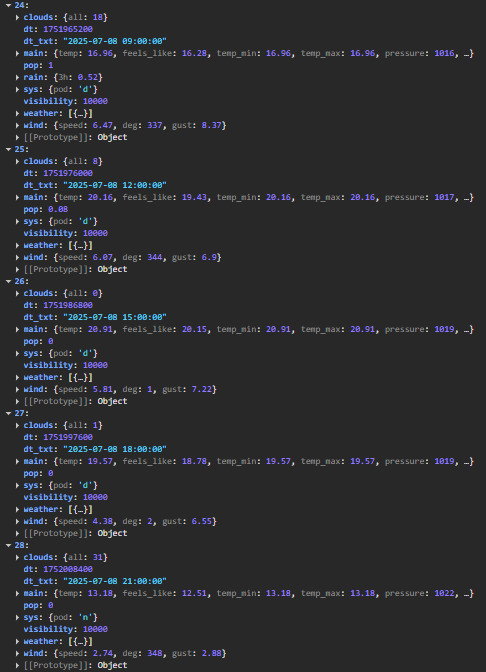 24:
clouds: {all: 18}
dt: 1751965200
dt_txt: "2025-07-08 09:00:00"
main: {temp: 16.96, feels_like: 16.28, temp_min: 16.96, temp_max: 16.96, pressure: 1016, …}
pop: 1
rain: {3h: 0.52}
sys: {pod: 'd'}
visibility: 10000
weather: [{…}]
wind: {speed: 6.47, deg: 337, gust: 8.37}
[[Prototype]]: Object
25:
clouds: {all: 8}
dt: 1751976000
dt_txt: "2025-07-08 12:00:00"
main: {temp: 20.16, feels_like: 19.43, temp_min: 20.16, temp_max: 20.16, pressure: 1017, …}
pop: 0.08
sys: {pod: 'd'}
visibility: 10000
weather: [{…}]
wind: {speed: 6.07, deg: 344, gust: 6.9}
[[Prototype]]: Object
26:
clouds: {all: 0}
dt: 1751986800
dt_txt: "2025-07-08 15:00:00"
main: {temp: 20.91, feels_like: 20.15, temp_min: 20.91, temp_max: 20.91, pressure: 1019, …}
pop: 0
sys: {pod: 'd'}
visibility: 10000
weather: [{…}]
wind: {speed: 5.81, deg: 1, gust: 7.22}
[[Prototype]]: Object
27:
clouds: {all: 1}
dt: 1751997600
dt_txt: "2025-07-08 18:00:00"
main: {temp: 19.57, feels_like: 18.78, temp_min: 19.57, temp_max: 19.57, pressure: 1019, …}
pop: 0
sys: {pod: 'd'}
visibility: 10000
weather: [{…}]
wind: {speed: 4.38, deg: 2, gust: 6.55}
[[Prototype]]: Object
28:
clouds: {all: 31}
dt: 1752008400
dt_txt: "2025-07-08 21:00:00"
main: {temp: 13.18, feels_like: 12.51, temp_min: 13.18, temp_max: 13.18, pressure: 1022, …}
pop: 0
sys: {pod: 'n'}
visibility: 10000
weather: [{…}]
wind: {speed: 2.74, deg: 348, gust: 2.88}
[[Prototype]]: Object